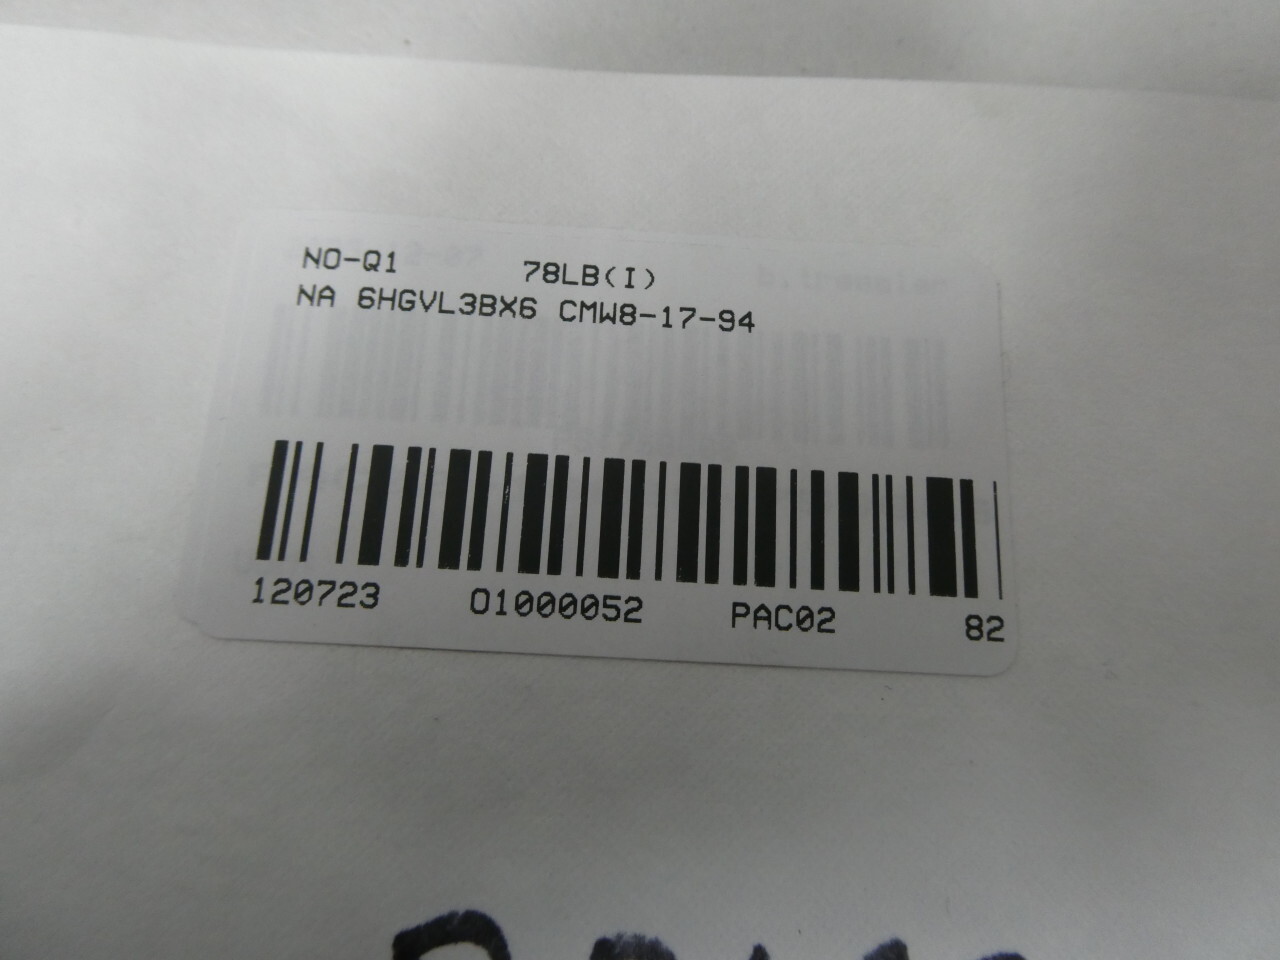 NO-Q1 78LB(I)
NA 6HGVL3BX6 CMW8-17-94
120723 01000052 PAC02 82